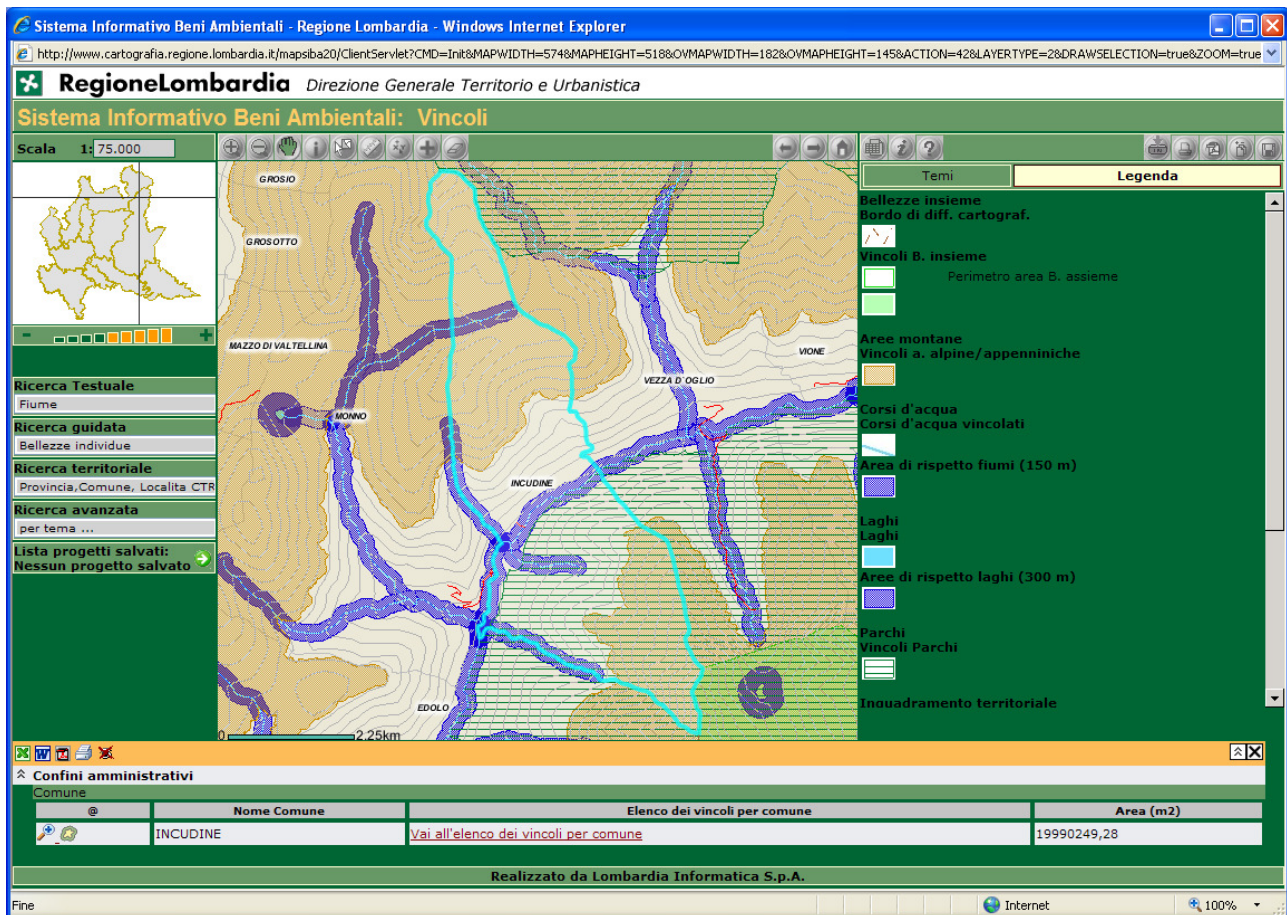 Sistema Informativo Beni Ambientali - Regione Lombardia - Windows Internet Explorer
http://www.cartografia.regione.lombardia.it/mapsiba20/ClientServlet?CMD=Init&MAPWIDTH=574&MAPHEIGHT=518&OVMAPWIDTH=182&OVMAPHEIGHT=145&ACTION=42&LAYERTYPE=2&DRAWSELECTION=true&ZOOM=true
RegioneLombardia Direzione Generale Territorio e Urbanistica
Sistema Informativo Beni Ambientali: Vincoli
Scala 1: 75.000
Ricerca Testuale
Fiume
Ricerca guidata
Bellezze individue
Ricerca territoriale
Provincia,Comune, Localita CTR
Ricerca avanzata
per tema ...
Lista progetti salvati:
Nessun progetto salvato
GROSIO
GROSOTTO
MAZZO DI VALTELLINA
VIONE
VEZZA D'OGLIO
MONNO
INCUDINE
EDOLO
0 2.25km
Temi Legenda
Bellezze insieme
Bordo di diff. cartograf.
Vincoli B. insieme
Perimetro area B. assieme
Aree montane
Vincoli a. alpine/appenniniche
Corsi d'acqua
Corsi d'acqua vincolati
Area di rispetto fiumi (150 m)
Laghi
Laghi
Aree di rispetto laghi (300 m)
Parchi
Vincoli Parchi
Inquadramento territoriale
Confini amministrativi
Comune
@ Nome Comune Elenco dei vincoli per comune Area (m2)
INCUDINE Vai all'elenco dei vincoli per comune 19990249,28
Realizzato da Lombardia Informatica S.p.A.
Fine Internet 100%